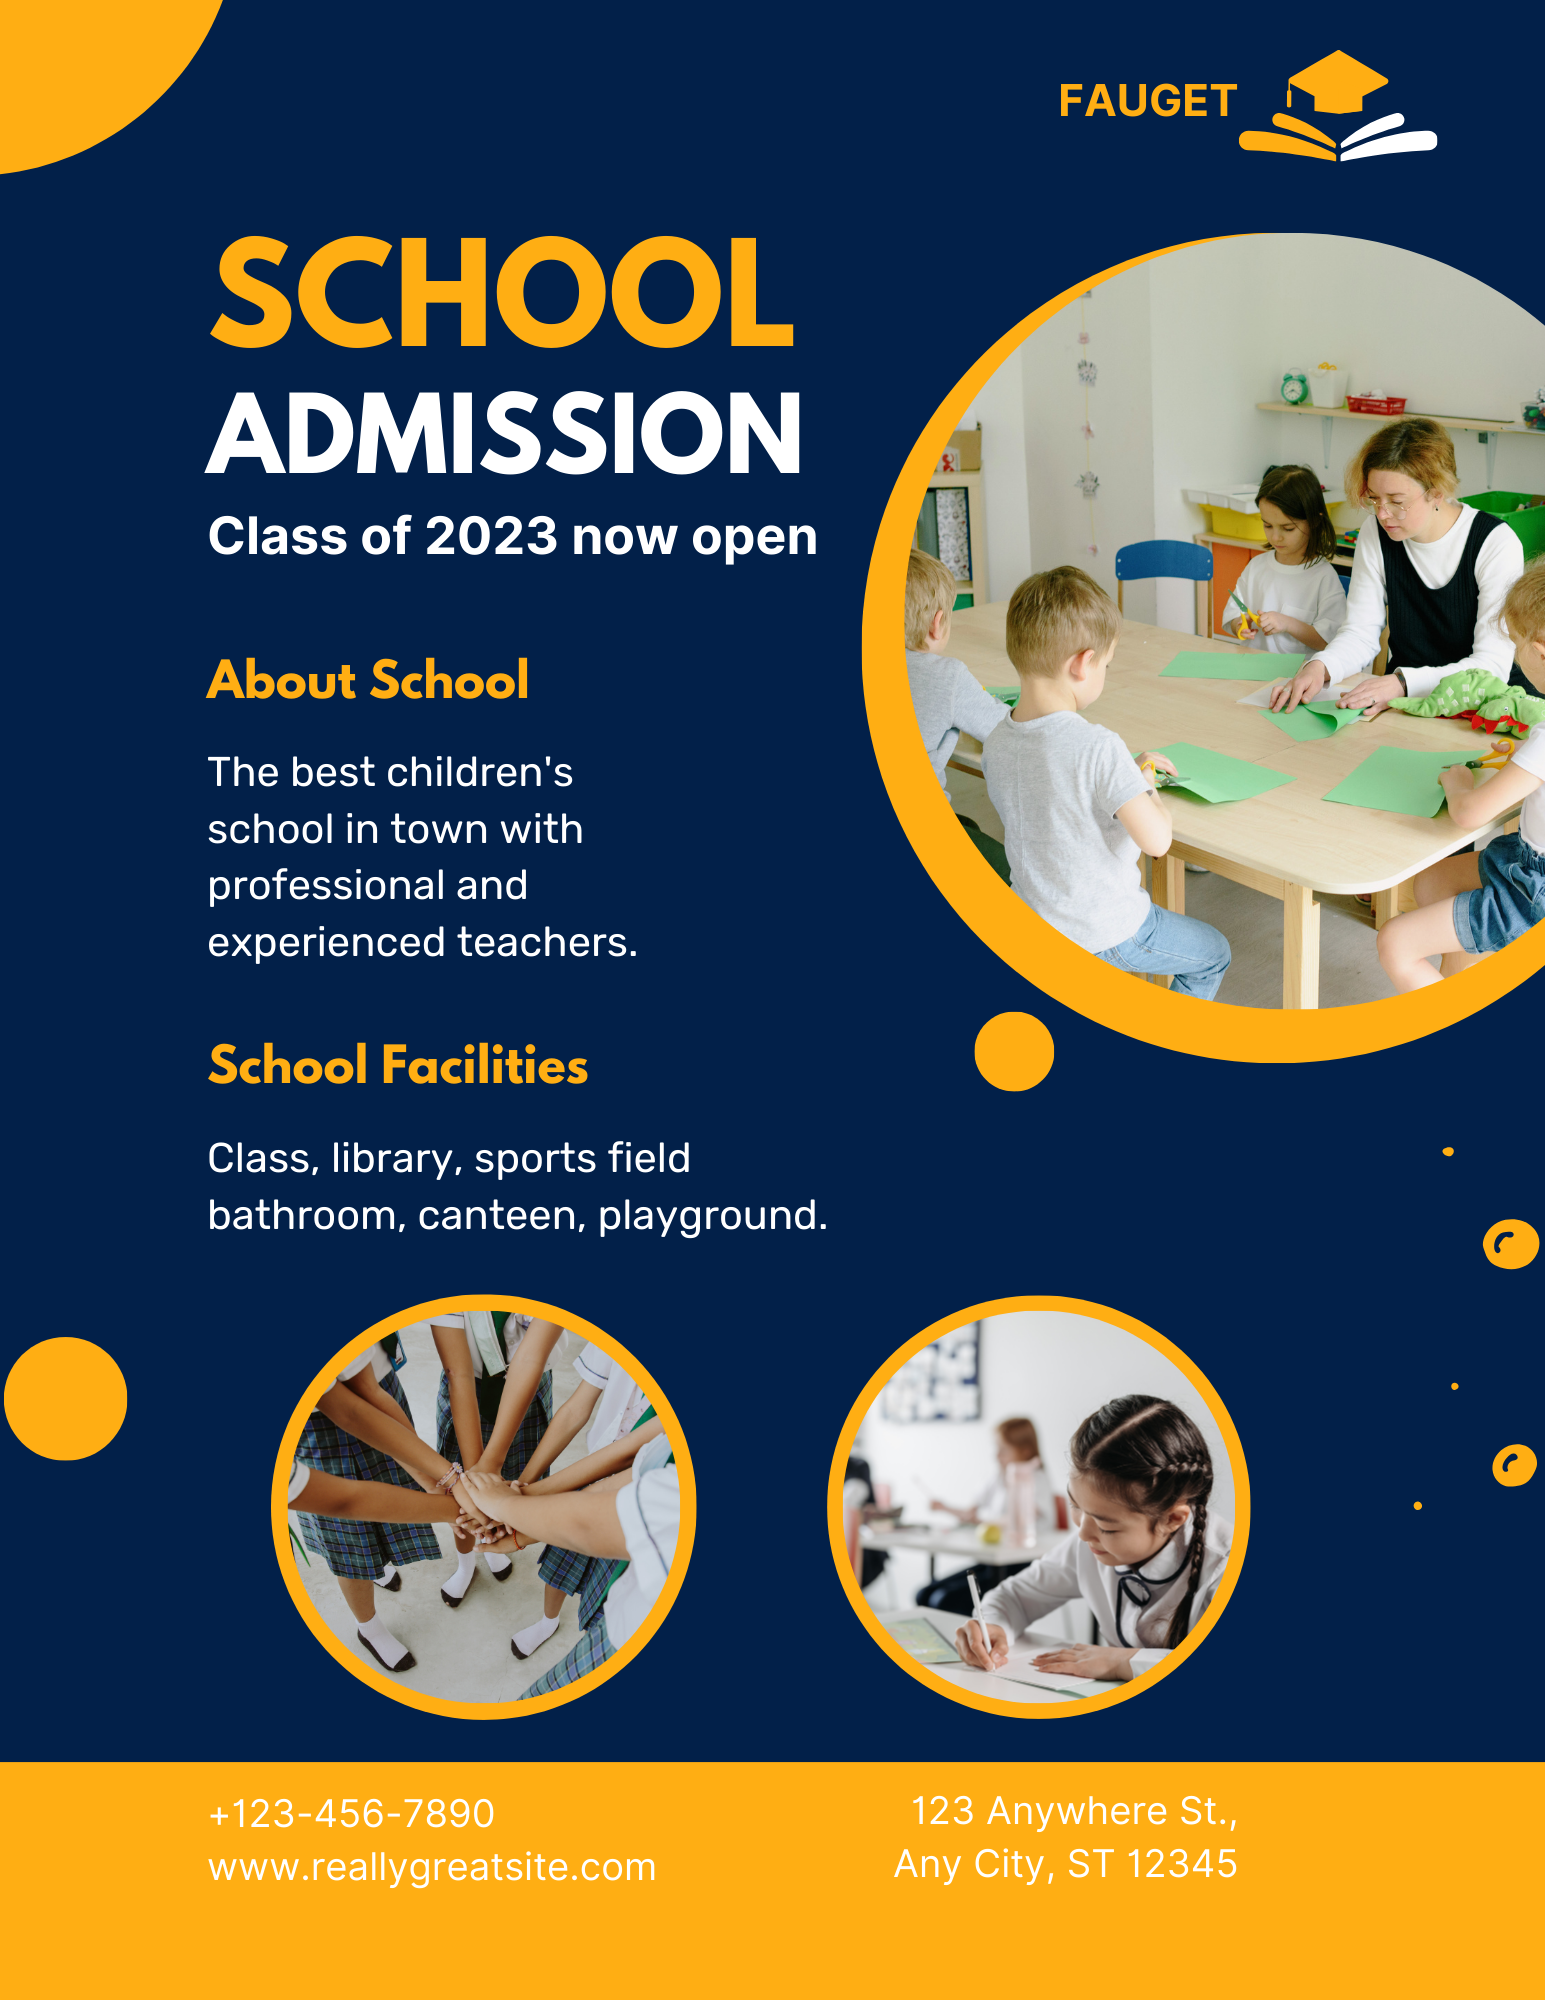 FAUGET
SCHOOL
ADMISSION
Class of 2023 now open
About School
The best children's
school in town with
professional and
experienced teachers.
School Facilities
Class, library, sports field
bathroom, canteen, playground.
+123-456-7890
www.reallygreatsite.com
123 Anywhere St.,
Any City, ST 12345